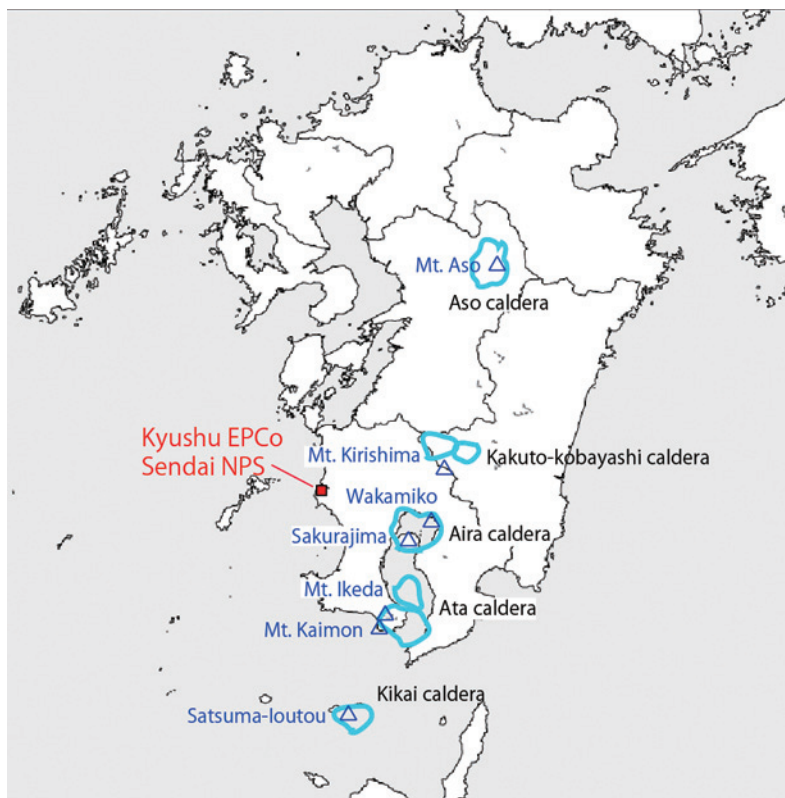 Mt. Aso
Aso caldera
Kyushu EPCo
Sendai NPS
Mt. Kirishima
Kakuto-kobayashi caldera
Wakamiko
Sakurajima
Aira caldera
Mt. Ikeda
Ata caldera
Mt. Kaimon
Kikai caldera
Satsuma-Ioutou